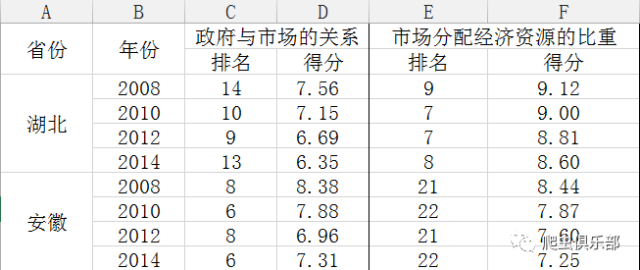 A B C D E F
省份 年份 政府与市场的关系 市场分配经济资源的比重
排名 得分 排名 得分
湖北 2008 14 7.56 9 9.12
2010 10 7.15 7 9.00
2012 9 6.69 7 8.81
2014 13 6.35 8 8.60
安徽 2008 8 8.38 21 8.44
2010 6 7.88 22 7.87
2012 8 6.96 21 7.60
2014 6 7.31 22 7.25
爬虫俱乐部